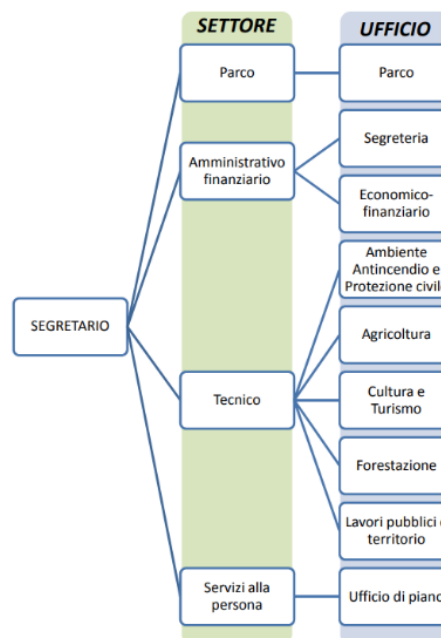 SETTORE
UFFICIO
Parco
Parco
Amministrativo
finanziario
Segreteria
Economico-
finanziario
SEGRETARIO
Tecnico
Ambiente
Antincendio e
Protezione civil
Agricoltura
Cultura e
Turismo
Forestazione
Lavori pubblici
territorio
Servizi alla
persona
Ufficio di piano